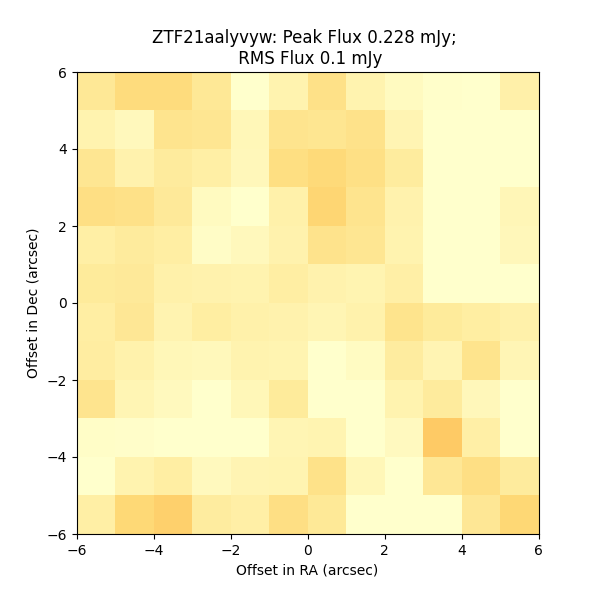 ZTF21aalyvyw: Peak Flux 0.228 mJy;
RMS Flux 0.1 mJy
6
4
2
0
−2
−4
−6
Offset in Dec (arcsec)
−6 −4 −2 0 2 4 6
Offset in RA (arcsec)